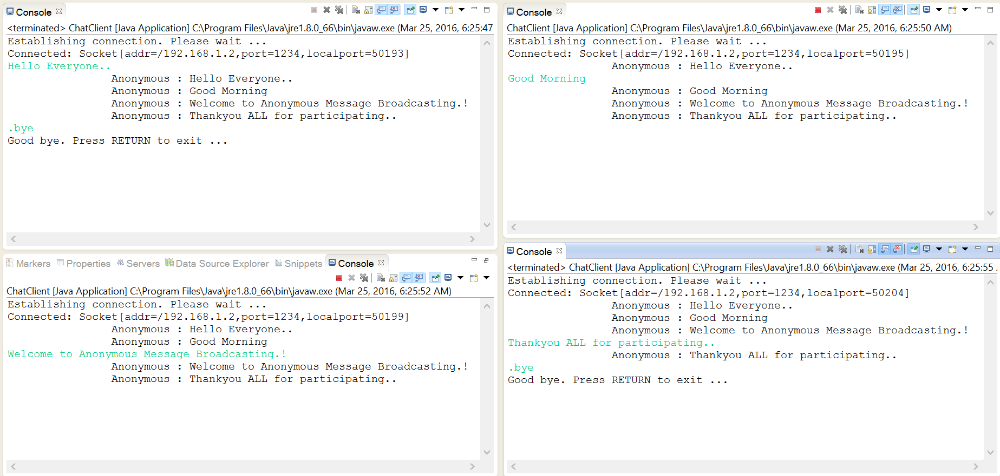 Console
<terminated> ChatClient [Java Application] C:\Program Files\Java\jre1.8.0_66\bin\javaw.exe (Mar 25, 2016, 6:25:47
Establishing connection. Please wait ...
Connected: Socket[addr=/192.168.1.2,port=1234,localport=50193]
Hello Everyone..
Anonymous : Hello Everyone..
Anonymous : Good Morning
Anonymous : Welcome to Anonymous Message Broadcasting.!
Anonymous : Thankyou ALL for participating..
.bye
Good bye. Press RETURN to exit ...
Console
ChatClient [Java Application] C:\Program Files\Java\jre1.8.0_66\bin\javaw.exe (Mar 25, 2016, 6:25:50 AM)
Establishing connection. Please wait ...
Connected: Socket[addr=/192.168.1.2,port=1234,localport=50195]
Anonymous : Hello Everyone..
Good Morning
Anonymous : Good Morning
Anonymous : Welcome to Anonymous Message Broadcasting.!
Anonymous : Thankyou ALL for participating..
Markers Properties Servers Data Source Explorer Snippets Console
ChatClient [Java Application] C:\Program Files\Java\jre1.8.0_66\bin\javaw.exe (Mar 25, 2016, 6:25:52 AM)
Establishing connection. Please wait ...
Connected: Socket[addr=/192.168.1.2,port=1234,localport=50199]
Anonymous : Hello Everyone..
Anonymous : Good Morning
Welcome to Anonymous Message Broadcasting.!
Anonymous : Welcome to Anonymous Message Broadcasting.!
Anonymous : Thankyou ALL for participating..
Console
<terminated> ChatClient [Java Application] C:\Program Files\Java\jre1.8.0_66\bin\javaw.exe (Mar 25, 2016, 6:25:55
Establishing connection. Please wait ...
Connected: Socket[addr=/192.168.1.2,port=1234,localport=50204]
Anonymous : Hello Everyone..
Anonymous : Good Morning
Anonymous : Welcome to Anonymous Message Broadcasting.!
Thankyou ALL for participating..
Anonymous : Thankyou ALL for participating..
.bye
Good bye. Press RETURN to exit ...